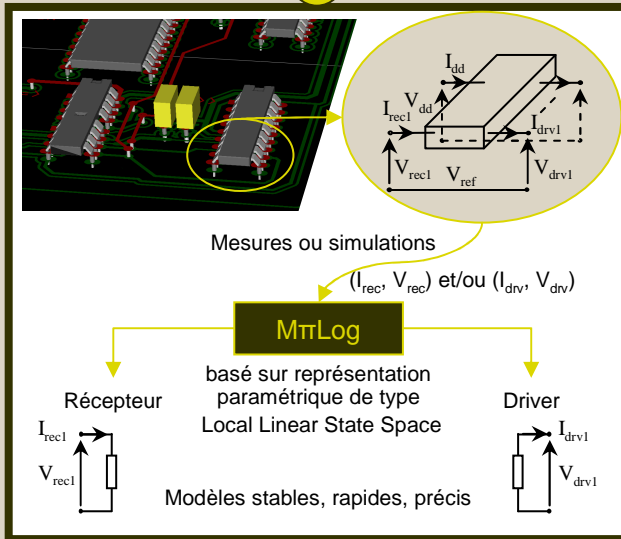 I_dd
V_dd
I_rec1
I_drv1
V_rec1
V_ref
V_drv1
Mesures ou simulations
(I_rec, V_rec) et/ou (I_drv, V_drv)
MπLog
basé sur représentation
paramétrique de type
Local Linear State Space
Récepteur
I_rec1
V_rec1
Driver
I_drv1
V_drv1
Modèles stables, rapides, précis